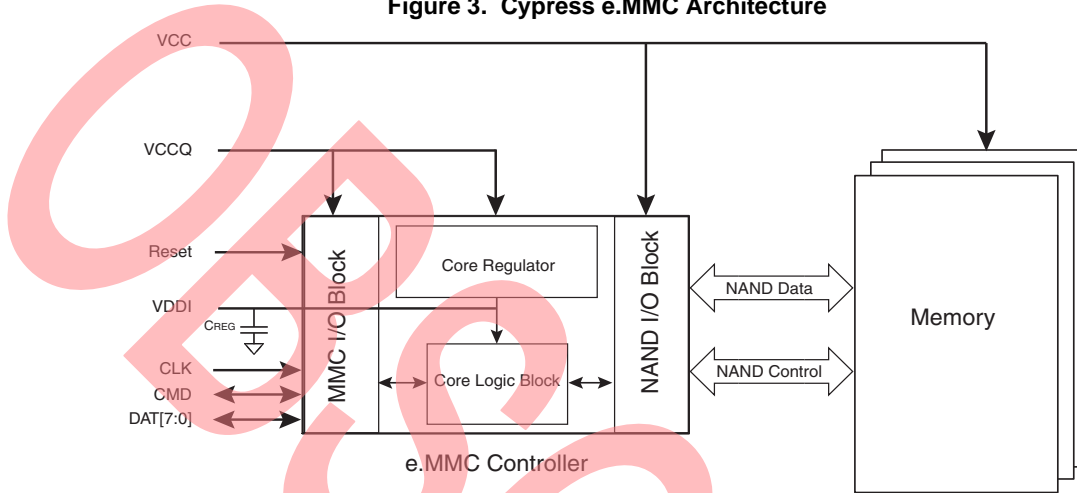 Figure 3. Cypress e.MMC Architecture
VCC
VCCQ
Reset
VDDI
CREG
CLK
CMD
DAT[7:0]
MMC I/O Block
Core Regulator
Core Logic Block
NAND I/O Block
e.MMC Controller
NAND Data
NAND Control
Memory